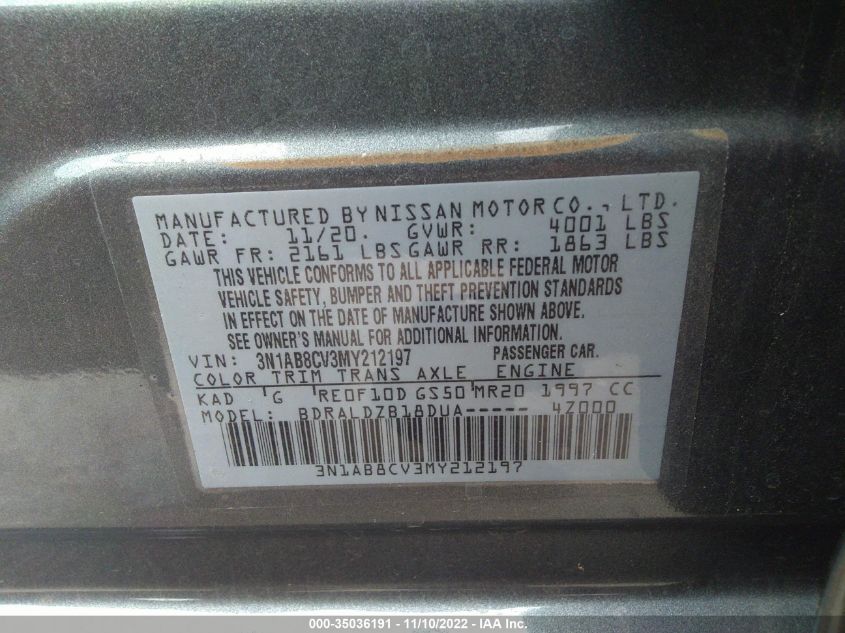 MANUFACTURED BY NISSAN MOTOR CO., LTD.
DATE: 11/20. GVWR: 4001 LBS
GAWR FR: 2161 LBS GAWR RR: 1863 LBS
THIS VEHICLE CONFORMS TO ALL APPLICABLE FEDERAL MOTOR
VEHICLE SAFETY, BUMPER AND THEFT PREVENTION STANDARDS
IN EFFECT ON THE DATE OF MANUFACTURE SHOWN ABOVE.
SEE OWNER'S MANUAL FOR ADDITIONAL INFORMATION.
VIN: 3N1AB8CV3MY212197 PASSENGER CAR.
COLOR TRIM TRANS AXLE ENGINE
KAD G RE0F10D GS50 MR20 1997 CC
MODEL: BDRALDZB18DUA----- 4Z000
3N1AB8CV3MY212197
000-35036191 - 11/10/2022 - IAA Inc.